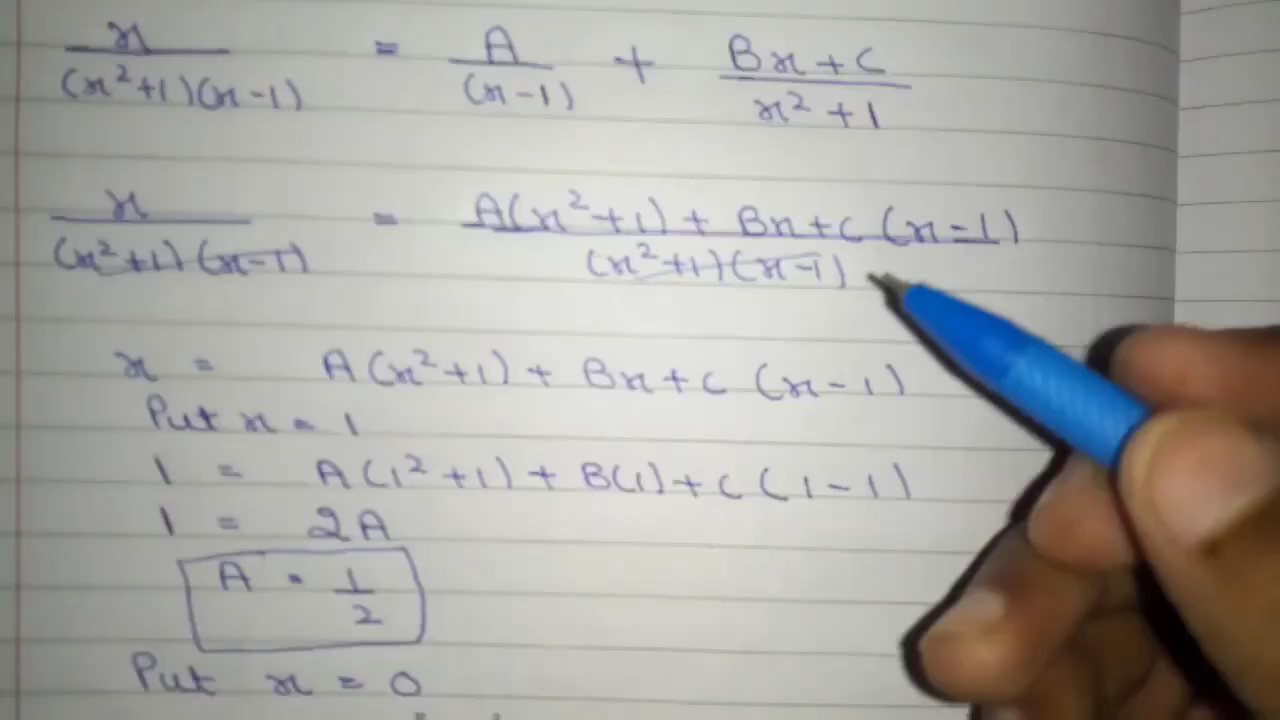 x/(x²+1)(x-1) = A/(x-1) + Bx+C/x²+1
x/(x²+1)(x-1) = A(x²+1) + Bx+C (x-1)/(x²+1)(x-1)
x = A(x²+1) + Bx+C (x-1)
Put x = 1
1 = A(1²+1) + B(1)+C (1-1)
1 = 2A
A = 1/2
Put x = 0